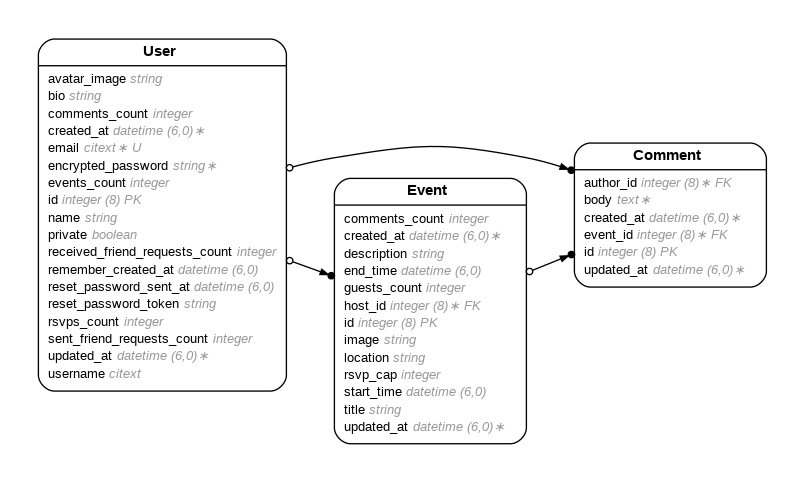 User
avatar_image string
bio string
comments_count integer
created_at datetime (6,0)∗
email citext∗ U
encrypted_password string∗
events_count integer
id integer (8) PK
name string
private boolean
received_friend_requests_count integer
remember_created_at datetime (6,0)
reset_password_sent_at datetime (6,0)
reset_password_token string
rsvps_count integer
sent_friend_requests_count integer
updated_at datetime (6,0)∗
username citext
Event
comments_count integer
created_at datetime (6,0)∗
description string
end_time datetime (6,0)
guests_count integer
host_id integer (8)∗ FK
id integer (8) PK
image string
location string
rsvp_cap integer
start_time datetime (6,0)
title string
updated_at datetime (6,0)∗
Comment
author_id integer (8)∗ FK
body text∗
created_at datetime (6,0)∗
event_id integer (8)∗ FK
id integer (8) PK
updated_at datetime (6,0)∗